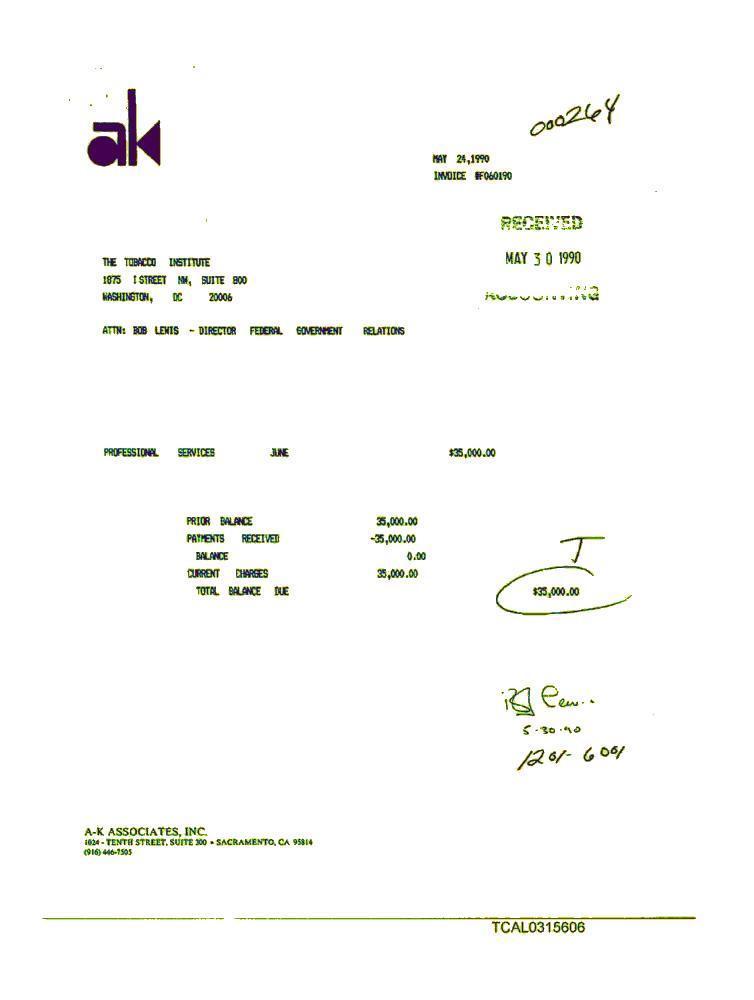 ak
000264
MAY 24,1990
INVOICE #F060190
RECEIVED
MAY 30 1990
ACCOUNTING
THE TOBACCO INSTITUTE
1875 I STREET NW, SUITE 800
WASHINGTON, DC 20006
ATTN: BOB LEWIS - DIRECTOR FEDERAL GOVERNMENT RELATIONS
PROFESSIONAL SERVICES JUNE $35,000.00
PRIOR BALANCE 35,000.00
PAYMENTS RECEIVED -35,000.00
BALANCE 0.00
CURRENT CHARGES 35,000.00
TOTAL BALANCE DUE $35,000.00
5-30-90
1201-6001
A-K ASSOCIATES, INC.
1024 - TENTH STREET, SUITE 300 • SACRAMENTO, CA 95814
(916) 446-7505
TCAL0315606